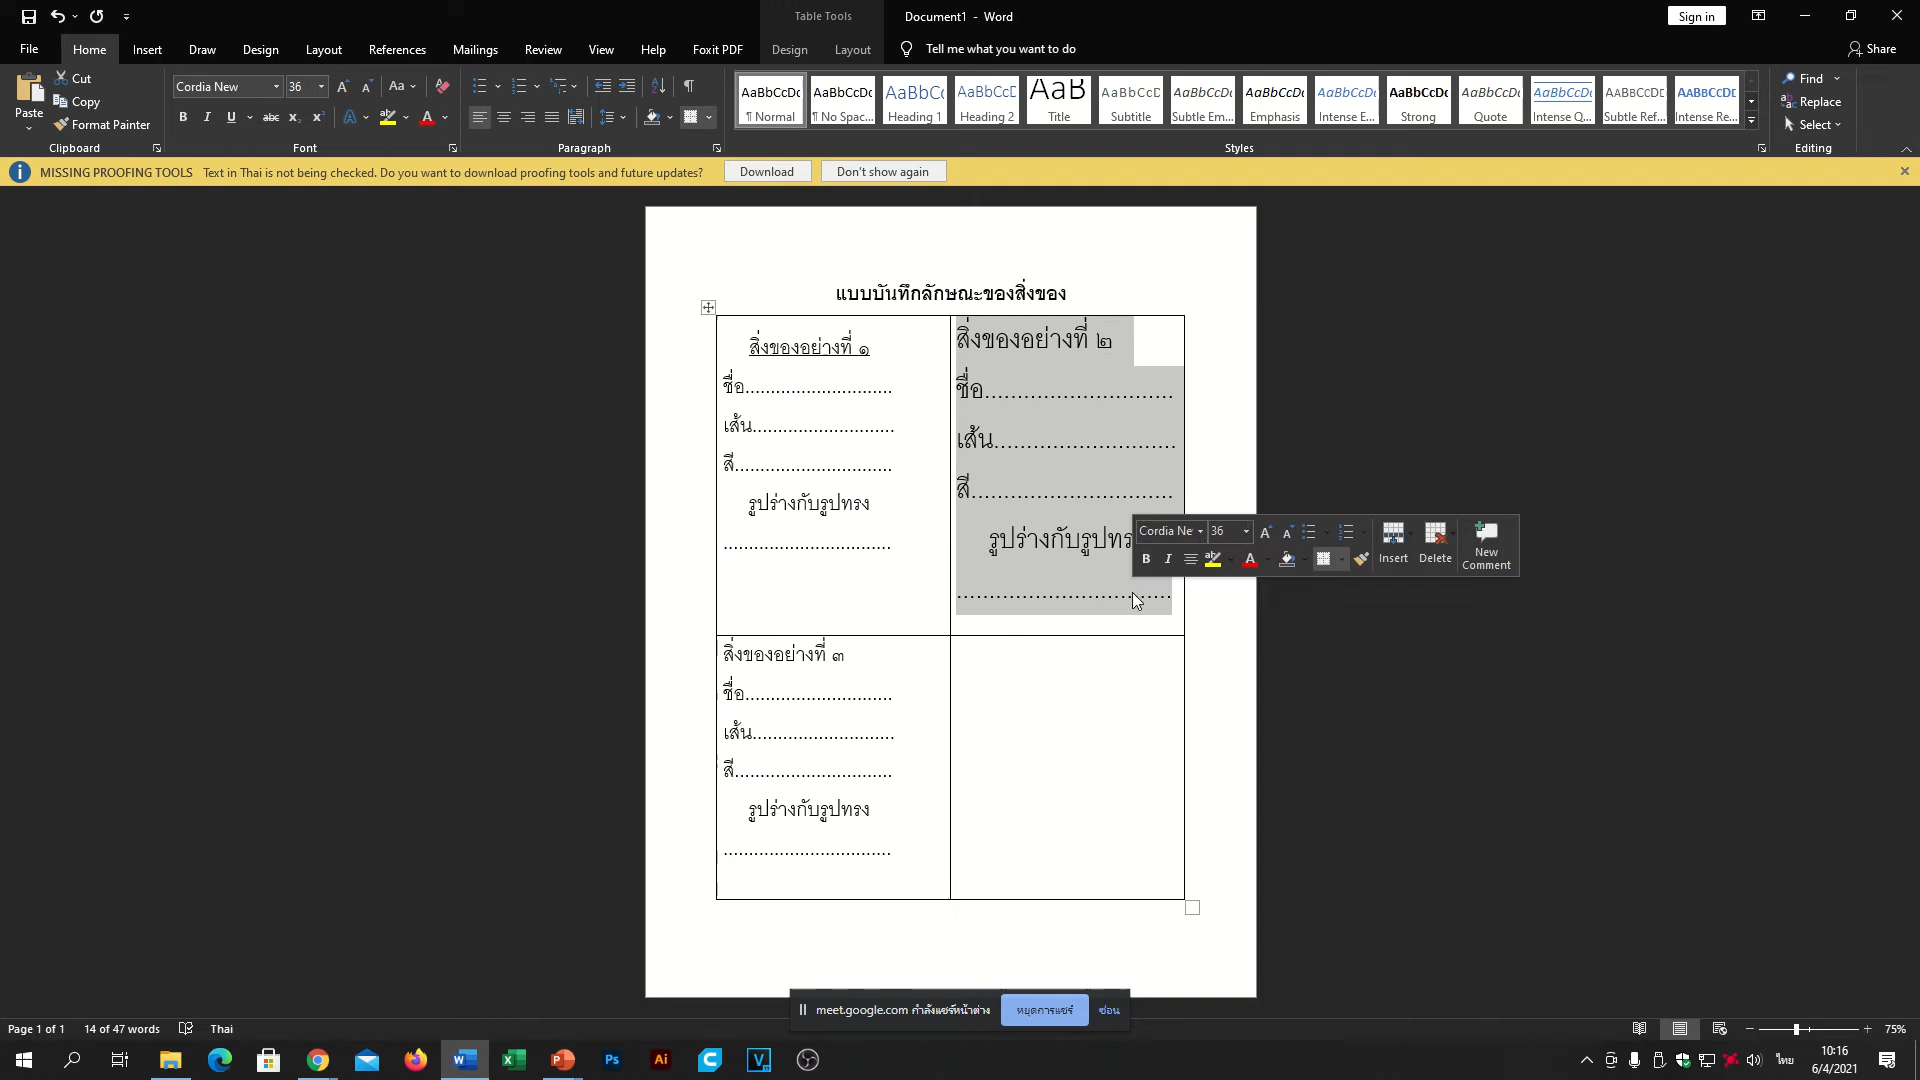 Table Tools
Document1 - Word
Sign in
File
Home
Insert
Draw
Design
Layout
References
Mailings
Review
View
Help
Foxit PDF
Design
Layout
Tell me what you want to do
Share
Paste
Cut
Copy
Format Painter
Clipboard
Cordia New
36
Font
Paragraph
AaBbCcDc
¶ Normal
AaBbCcDc
¶ No Spac...
AaBbCc
Heading 1
AaBbCcD
Heading 2
AaB
Title
AaBbCcD
Subtitle
AaBbCcDc
Subtle Em...
AaBbCcDc
Emphasis
AaBbCcDc
Intense E...
AaBbCcDc
Strong
AaBbCcDc
Quote
AaBbCcDc
Intense Q...
AABBCCDE
Subtle Ref...
AABBCCDE
Intense Re...
Styles
Find
Replace
Select
Editing
MISSING PROOFING TOOLS Text in Thai is not being checked. Do you want to download proofing tools and future updates?
Download
Don't show again
แบบบันทึกลักษณะของสิ่งของ
สิ่งของอย่างที่ ๑
ชื่อ.............................
เส้น............................
สี...............................
รูปร่างกับรูปทรง
.................................
สิ่งของอย่างที่ ๒
ชื่อ.............................
เส้น............................
สี...............................
รูปร่างกับรูปทร
.................................
Cordia Ne
36
Insert
Delete
New
Comment
สิ่งของอย่างที่ ๓
ชื่อ.............................
เส้น............................
สี...............................
รูปร่างกับรูปทรง
.................................
meet.google.com กำลังแชร์หน้าต่าง
หยุดการแชร์
ซ่อน
Page 1 of 1
14 of 47 words
Thai
75%
ไทย
10:16
6/4/2021